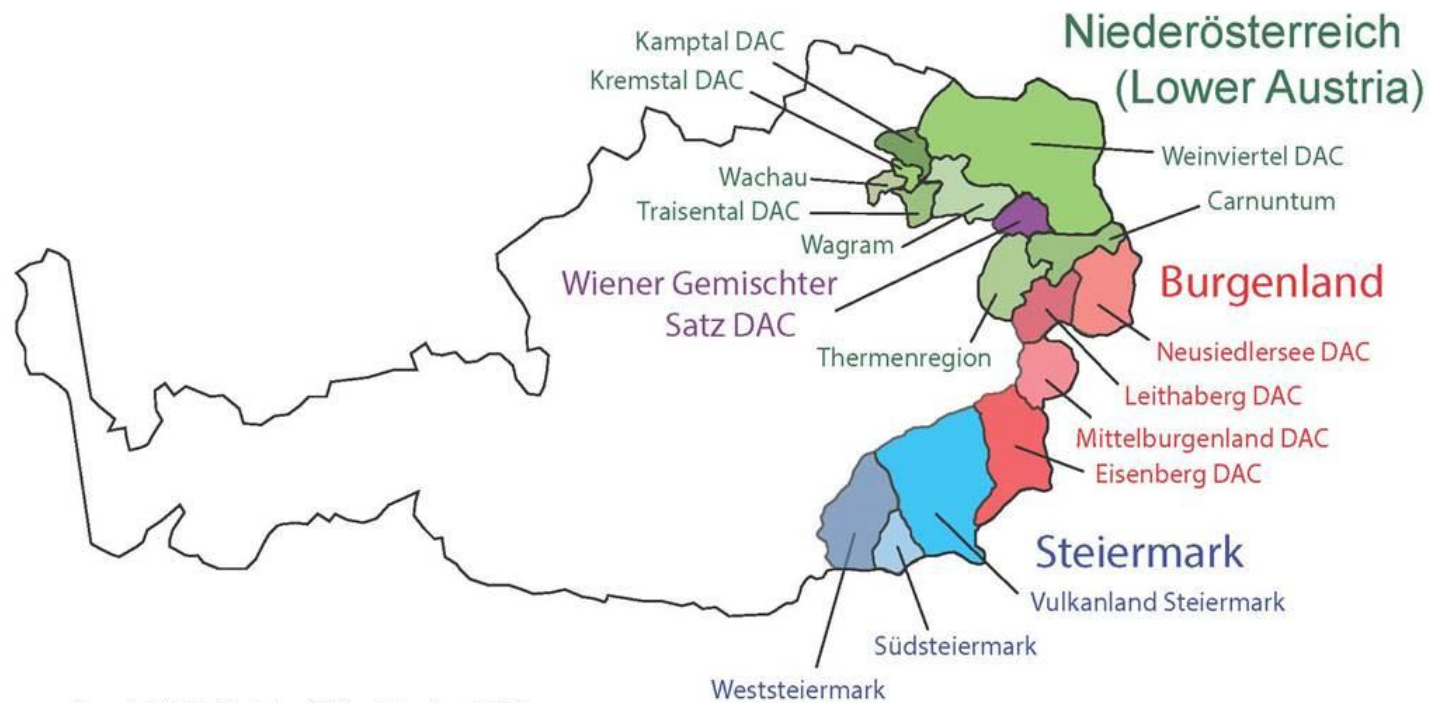 Niederösterreich
(Lower Austria)
Kamptal DAC
Kremstal DAC
Weinviertel DAC
Wachau
Carnuntum
Traisental DAC
Wagram
Wiener Gemischter
Satz DAC
Burgenland
Thermenregion
Neusiedlersee DAC
Leithaberg DAC
Mittelburgenland DAC
Eisenberg DAC
Steiermark
Vulkanland Steiermark
Südsteiermark
Weststeiermark